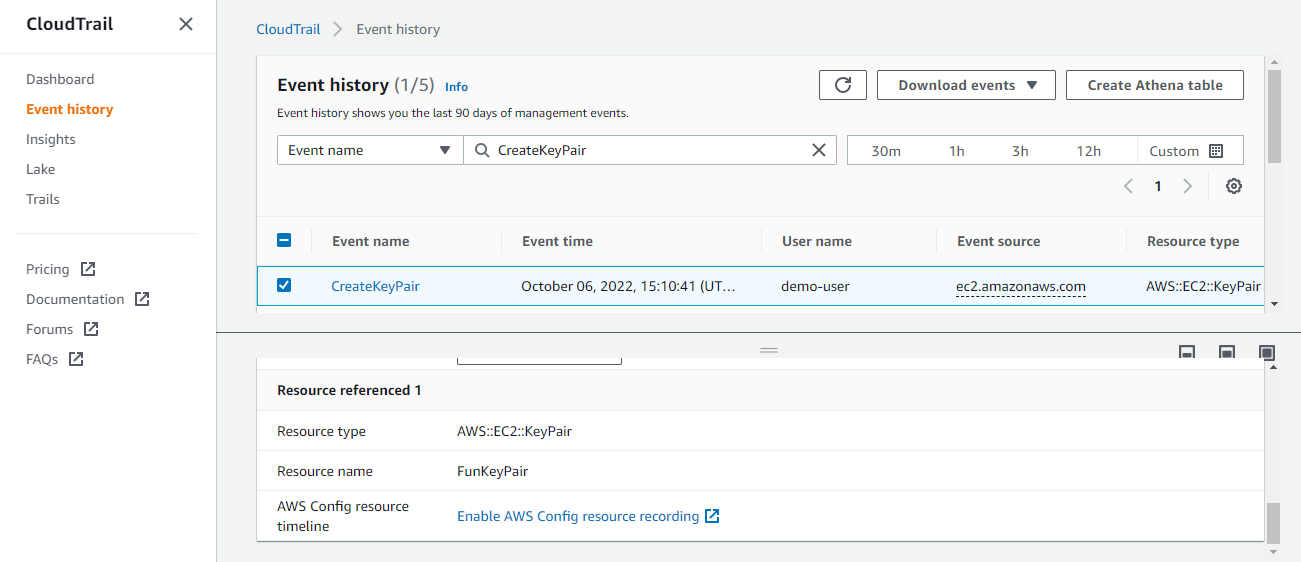 CloudTrail
Dashboard
Event history
Insights
Lake
Trails
Pricing
Documentation
Forums
FAQs
CloudTrail Event history
Event history (1/5) Info
Download events
Create Athena table
Event history shows you the last 90 days of management events.
Event name
CreateKeyPair
30m 1h 3h 12h Custom
1
Event name Event time User name Event source Resource type
CreateKeyPair October 06, 2022, 15:10:41 (UT... demo-user ec2.amazonaws.com AWS::EC2::KeyPair
Resource referenced 1
Resource type AWS::EC2::KeyPair
Resource name FunKeyPair
AWS Config resource
timeline
Enable AWS Config resource recording